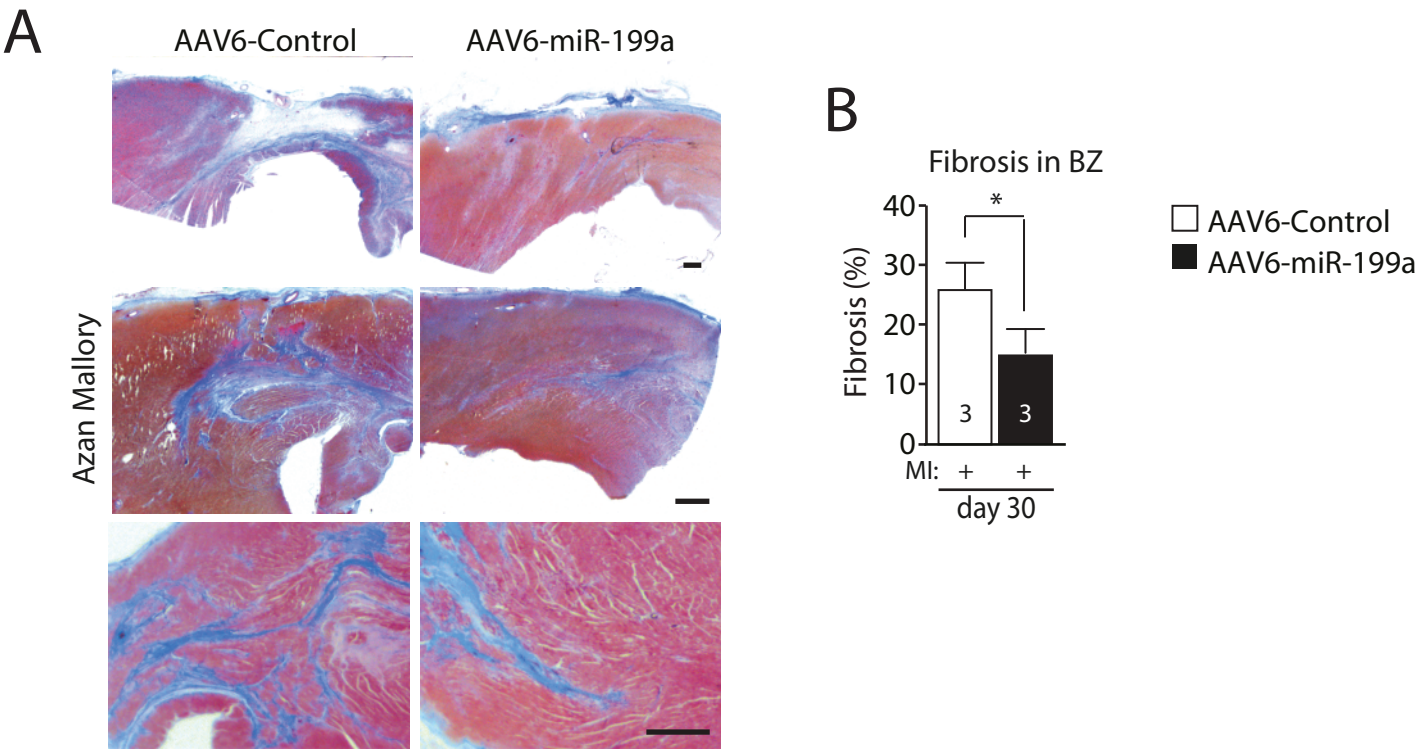 A
AAV6-Control
AAV6-miR-199a
Azan Mallory
B
Fibrosis in BZ
*
Fibrosis (%)
40
30
20
10
0
3
3
MI: + +
day 30
AAV6-Control
AAV6-miR-199a